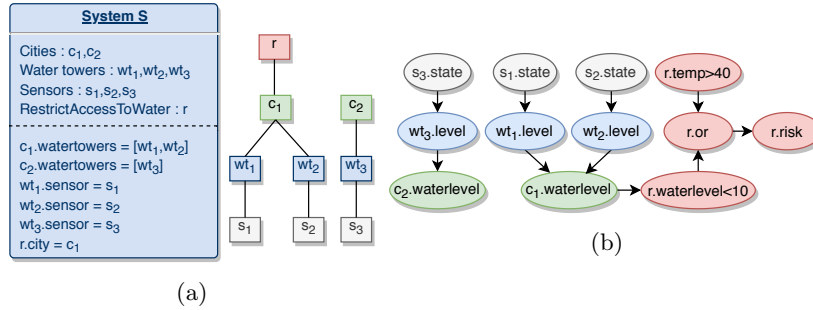 System S
Cities : c₁,c₂
Water towers : wt₁,wt₂,wt₃
Sensors : s₁,s₂,s₃
RestrictAccessToWater : r
c₁.watertowers = [wt₁,wt₂]
c₂.watertowers = [wt₃]
wt₁.sensor = s₁
wt₂.sensor = s₂
wt₃.sensor = s₃
r.city = c₁
r
c₁ c₂
wt₁ wt₂ wt₃
s₁ s₂ s₃
(a)
s₃.state s₁.state s₂.state r.temp>40
wt₃.level wt₁.level wt₂.level r.or r.risk
c₂.waterlevel c₁.waterlevel r.waterlevel<10
(b)